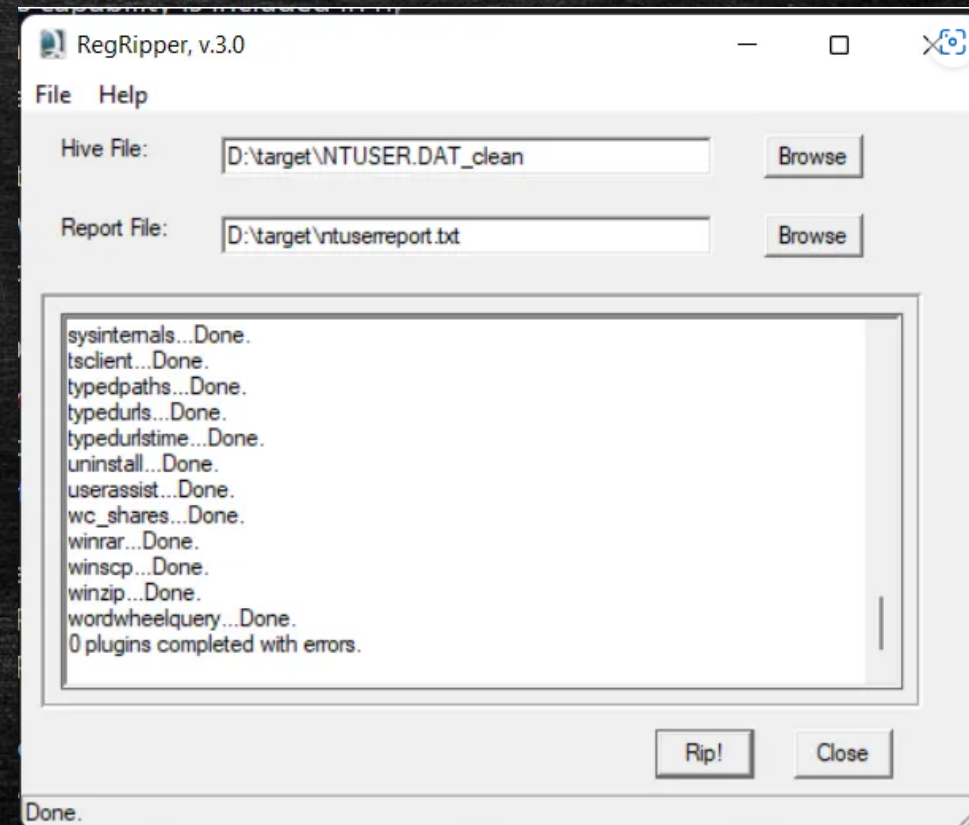 RegRipper, v.3.0
File Help
Hive File: D:\target\NTUSER.DAT_clean Browse
Report File: D:\target\ntuserreport.txt Browse
sysinternals...Done.
tsclient...Done.
typedpaths...Done.
typedurls...Done.
typedurlstime...Done.
uninstall...Done.
userassist...Done.
wc_shares...Done.
winrar...Done.
winscp...Done.
winzip...Done.
wordwheelquery...Done.
0 plugins completed with errors.
Rip! Close
Done.